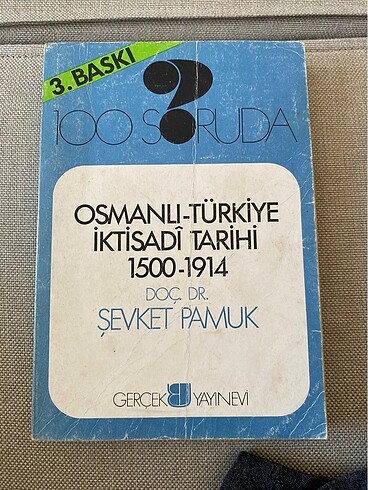 3. BASKI
?
100 SORUDA
OSMANLI-TÜRKİYE
İKTİSADÎ TARİHİ
1500-1914
DOÇ. DR.
ŞEVKET PAMUK
GERÇEK YAYINEVİ